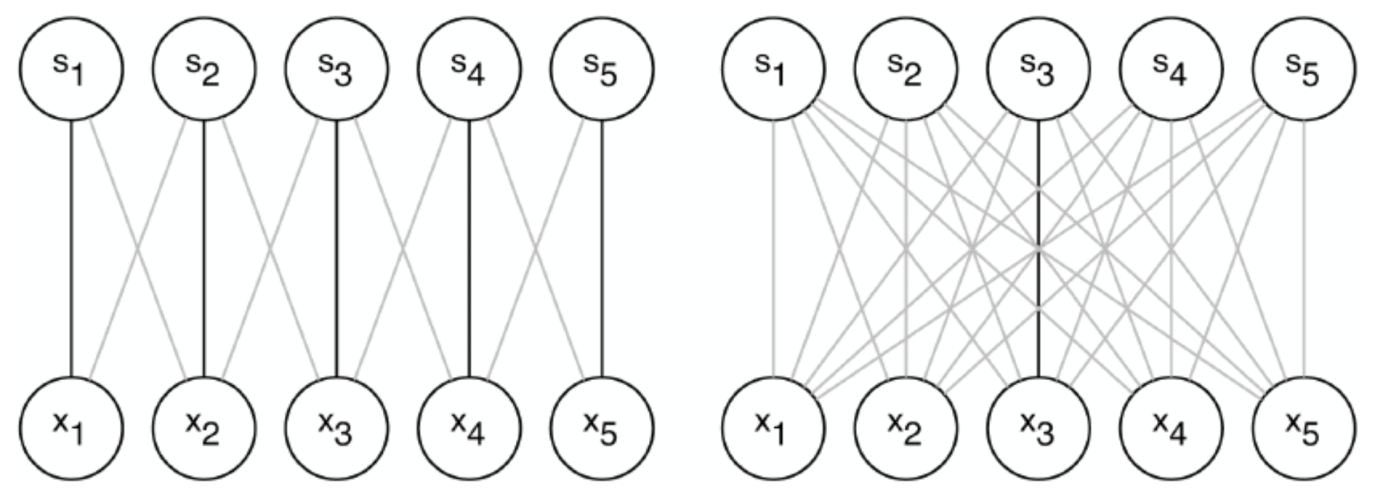 s1 s2 s3 s4 s5 s1 s2 s3 s4 s5
x1 x2 x3 x4 x5 x1 x2 x3 x4 x5